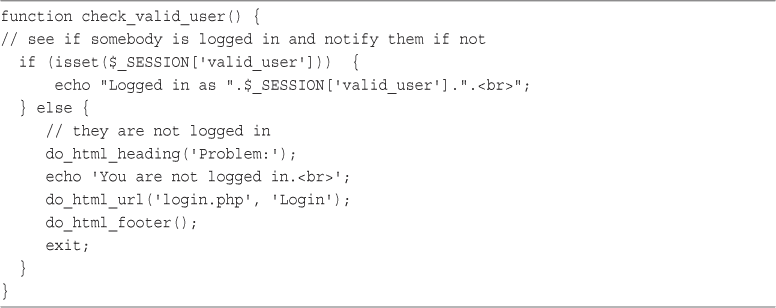 function check_valid_user() {
// see if somebody is logged in and notify them if not
  if (isset($_SESSION['valid_user']))  {
      echo "Logged in as ".$_SESSION['valid_user'].".<br>";
  } else {
     // they are not logged in
     do_html_heading('Problem:');
     echo 'You are not logged in.<br>';
     do_html_url('login.php', 'Login');
     do_html_footer();
     exit;
  }
}